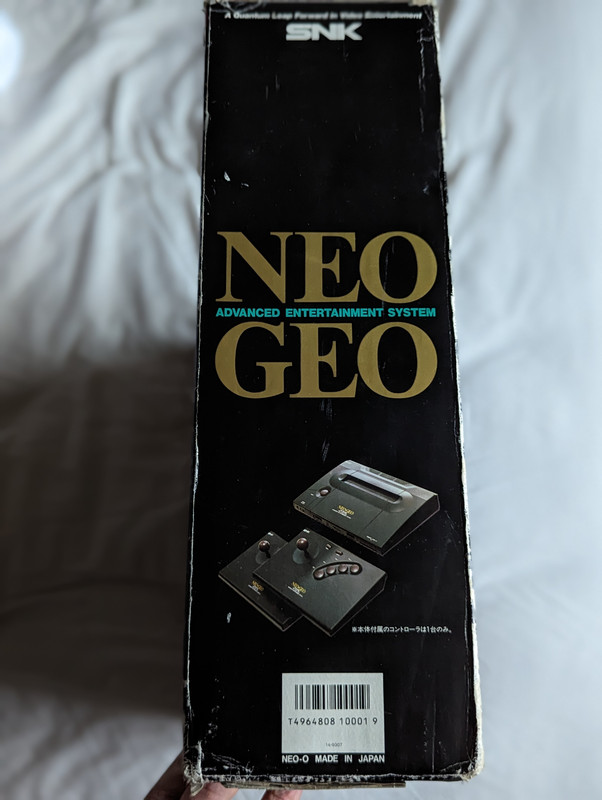 A Quantum Leap Forward in Video Entertainment
SNK
NEO
ADVANCED ENTERTAINMENT SYSTEM
GEO
※本体付属のコントローラは1台のみ。
T4964808 10001 9
NEO-0 MADE IN JAPAN